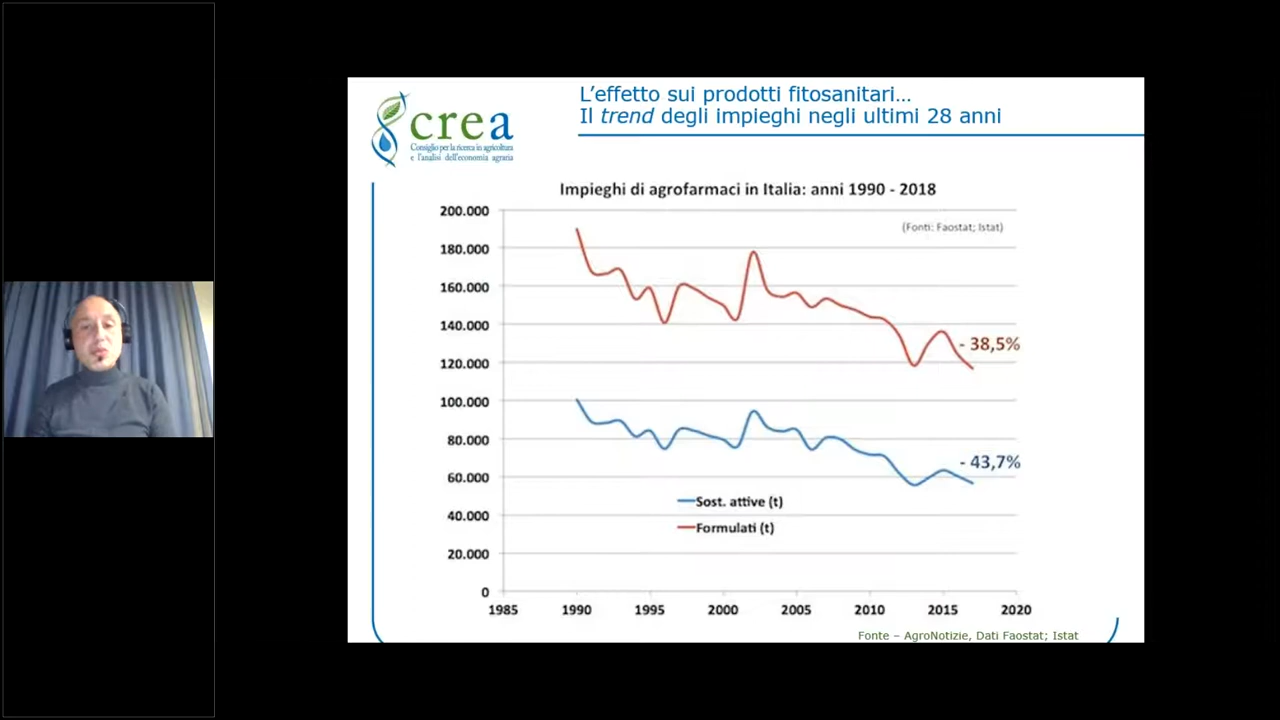 L’effetto sui prodotti fitosanitari…
Il trend degli impieghi negli ultimi 28 anni
crea
Consiglio per la ricerca in agricoltura
e l'analisi dell'economia agraria
Impieghi di agrofarmaci in Italia: anni 1990 - 2018
(Fonti: Faostat; Istat)
200.000
180.000
160.000
140.000
120.000
100.000
80.000
60.000
40.000
20.000
0
- 38,5%
- 43,7%
Sost. attive (t)
Formulati (t)
1985 1990 1995 2000 2005 2010 2015 2020
Fonte – AgroNotizie, Dati Faostat; Istat